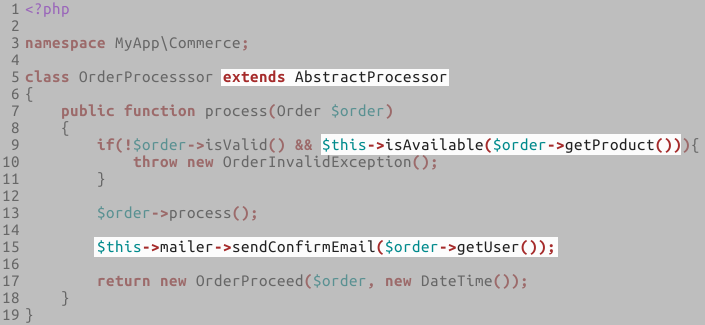 1 <?php
2
3 namespace MyApp\Commerce;
4
5 class OrderProcesssor extends AbstractProcessor
6 {
7     public function process(Order $order)
8     {
9         if(!$order->isValid() && $this->isAvailable($order->getProduct())){
10             throw new OrderInvalidException();
11         }
12
13         $order->process();
14
15         $this->mailer->sendConfirmEmail($order->getUser());
16
17         return new OrderProceed($order, new DateTime());
18     }
19 }